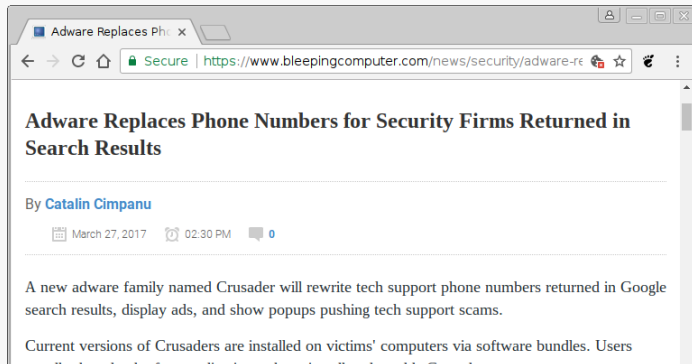 Adware Replaces Pho
Secure | https://www.bleepingcomputer.com/news/security/adware-re
Adware Replaces Phone Numbers for Security Firms Returned in
Search Results
By Catalin Cimpanu
March 27, 2017 02:30 PM 0
A new adware family named Crusader will rewrite tech support phone numbers returned in Google
search results, display ads, and show popups pushing tech support scams.
Current versions of Crusaders are installed on victims' computers via software bundles. Users